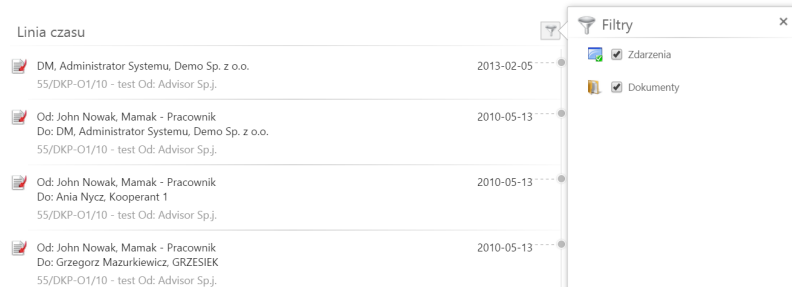 Linia czasu
DM, Administrator Systemu, Demo Sp. z o.o.
2013-02-05
55/DKP-O1/10 - test Od: Advisor Sp.j.
Od: John Nowak, Mamak - Pracownik
2010-05-13
Do: DM, Administrator Systemu, Demo Sp. z o.o.
55/DKP-O1/10 - test Od: Advisor Sp.j.
Od: John Nowak, Mamak - Pracownik
2010-05-13
Do: Ania Nycz, Kooperant 1
55/DKP-O1/10 - test Od: Advisor Sp.j.
Od: John Nowak, Mamak - Pracownik
2010-05-13
Do: Grzegorz Mazurkiewicz, GRZESIEK
55/DKP-O1/10 - test Od: Advisor Sp.j.
Filtry
Zdarzenia
Dokumenty